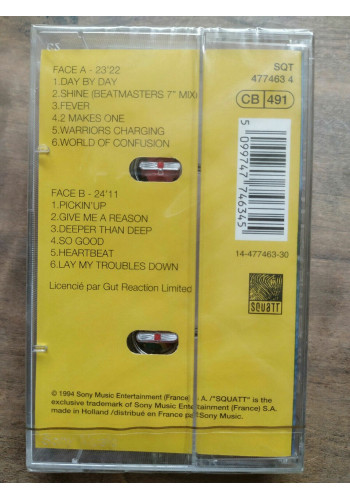 FACE A - 23'22
1.DAY BY DAY
2.SHINE (BEATMASTERS 7" MIX)
3.FEVER
4.2 MAKES ONE
5.WARRIORS CHARGING
6.WORLD OF CONFUSION
FACE B - 24'11
1.PICKIN'UP
2.GIVE ME A REASON
3.DEEPER THAN DEEP
4.SO GOOD
5.HEARTBEAT
6.LAY MY TROUBLES DOWN
Licencié par Gut Reaction Limited
SQT
477463 4
CB 491
5 099747 746345
14-477463-30
SQUATT
© 1994 Sony Music Entertainment (France) S.A. /"SQUATT" is the
exclusive trademark of Sony Music Entertainment (France) S.A.
made in Holland /distribué en France par Sony Music.